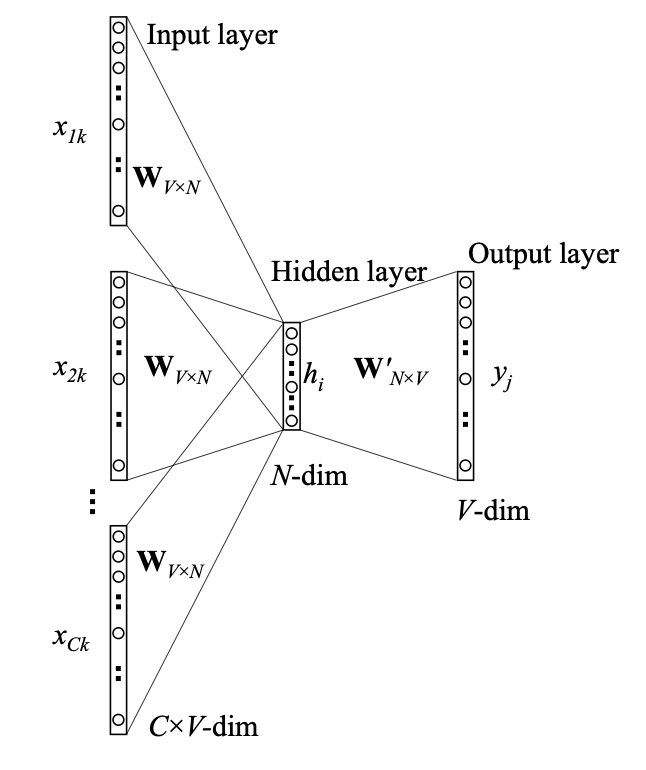 Input layer
x1k
WV×N
Hidden layer
Output layer
x2k
WV×N
hi
W'N×V
yj
N-dim
V-dim
WV×N
xCk
C×V-dim